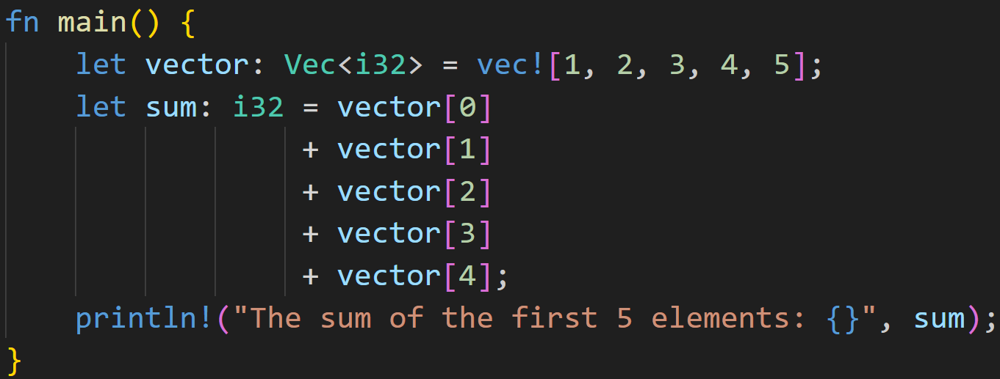 fn main() {
    let vector: Vec<i32> = vec![1, 2, 3, 4, 5];
    let sum: i32 = vector[0]
                 + vector[1]
                 + vector[2]
                 + vector[3]
                 + vector[4];
    println!("The sum of the first 5 elements: {}", sum);
}